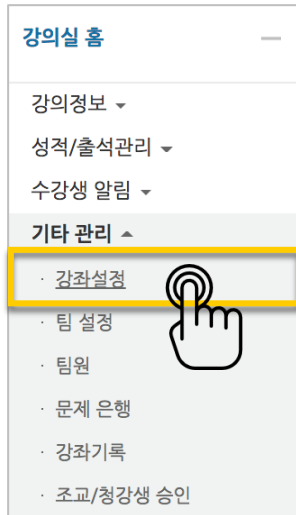 강의실 홈
강의정보
성적/출석관리
수강생 알림
기타 관리
· 강좌설정
· 팀 설정
· 팀원
· 문제 은행
· 강좌기록
· 조교/청강생 승인